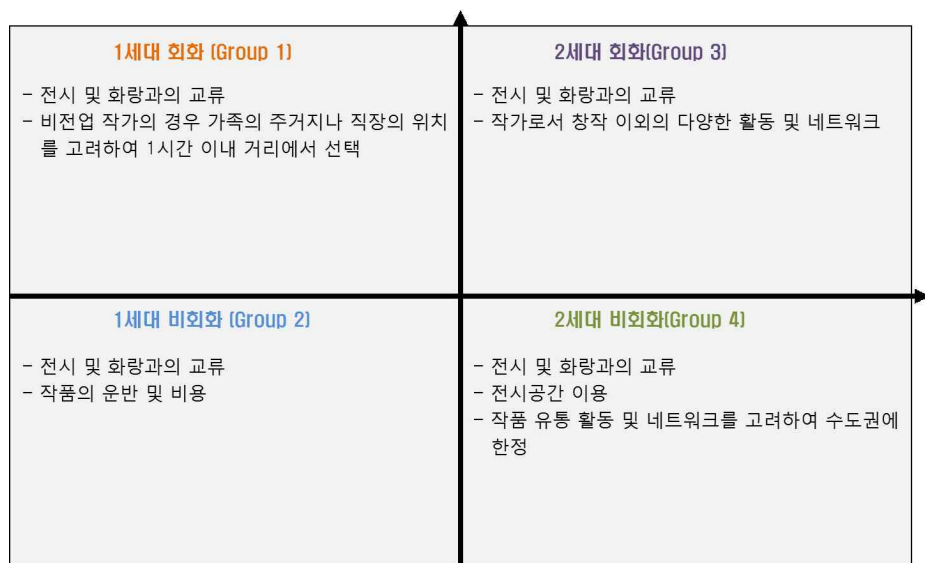 1세대 회화 (Group 1)
- 전시 및 화랑과의 교류
- 비전업 작가의 경우 가족의 주거지나 직장의 위치
를 고려하여 1시간 이내 거리에서 선택
2세대 회화(Group 3)
- 전시 및 화랑과의 교류
- 작가로서 창작 이외의 다양한 활동 및 네트워크
1세대 비회화 (Group 2)
- 전시 및 화랑과의 교류
- 작품의 운반 및 비용
2세대 비회화(Group 4)
- 전시 및 화랑과의 교류
- 전시공간 이용
- 작품 유통 활동 및 네트워크를 고려하여 수도권에
한정